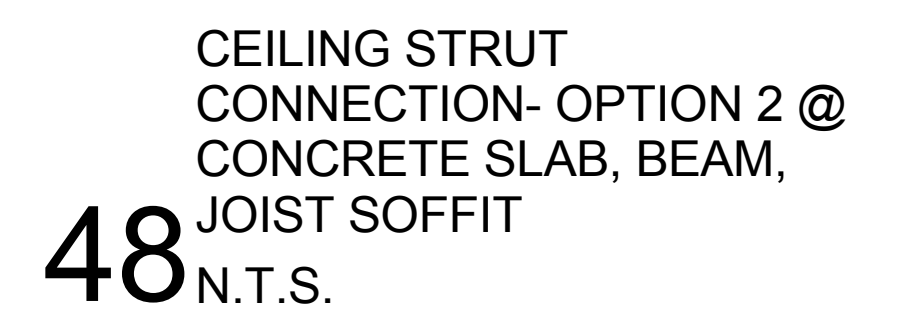 CEILING STRUT
CONNECTION- OPTION 2 @
CONCRETE SLAB, BEAM,
JOIST SOFFIT
48
N.T.S.